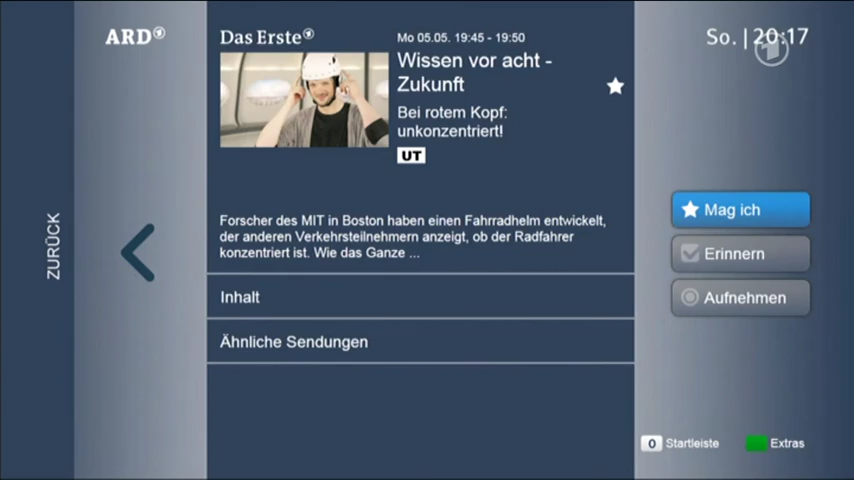 ARD
Das Erste
Mo 05.05. 19:45 - 19:50
So. | 20:17
Wissen vor acht -
Zukunft
Bei rotem Kopf:
unkonzentriert!
UT
ZURÜCK
Forscher des MIT in Boston haben einen Fahrradhelm entwickelt,
der anderen Verkehrsteilnehmern anzeigt, ob der Radfahrer
konzentriert ist. Wie das Ganze ...
Inhalt
Ähnliche Sendungen
Mag ich
Erinnern
Aufnehmen
0 Startleiste
Extras